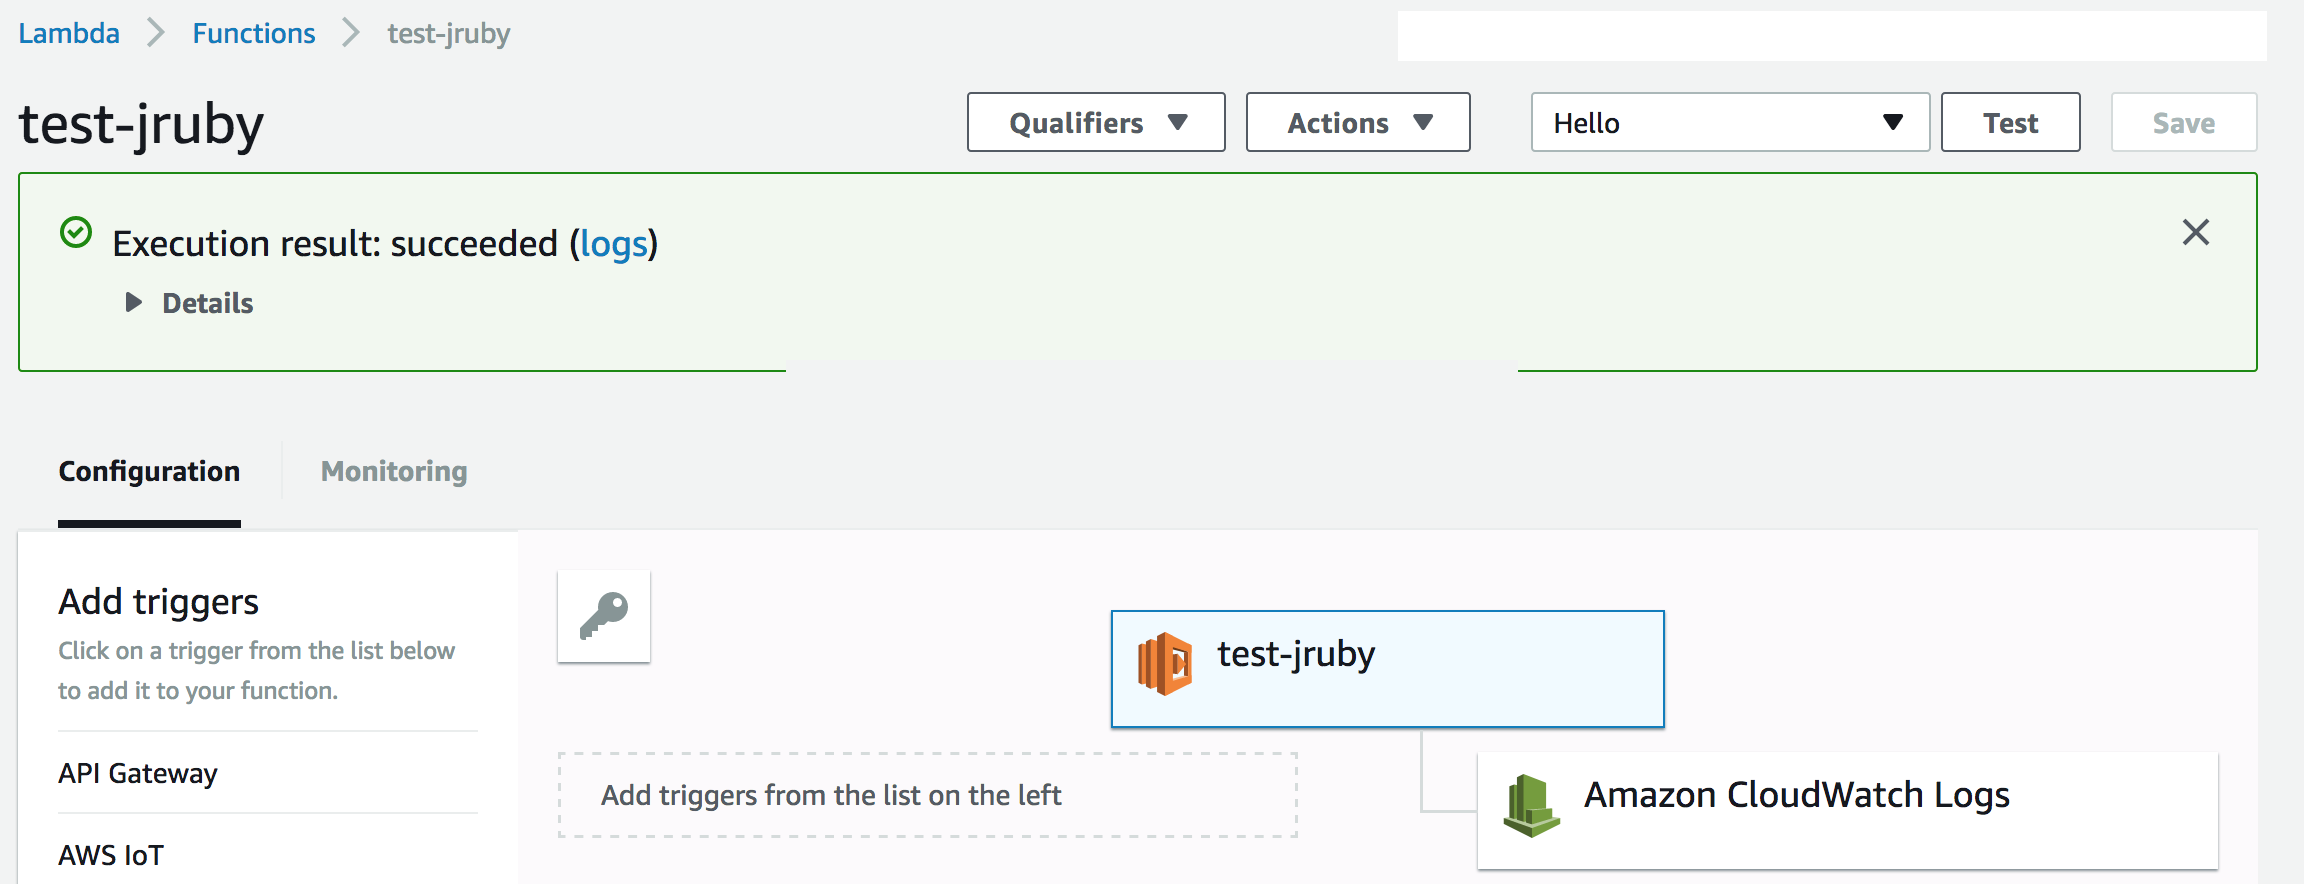 Lambda > Functions > test-jruby
test-jruby
Qualifiers
Actions
Hello
Test
Save
Execution result: succeeded (logs)
Details
Configuration
Monitoring
Add triggers
Click on a trigger from the list below
to add it to your function.
API Gateway
AWS IoT
test-jruby
Add triggers from the list on the left
Amazon CloudWatch Logs